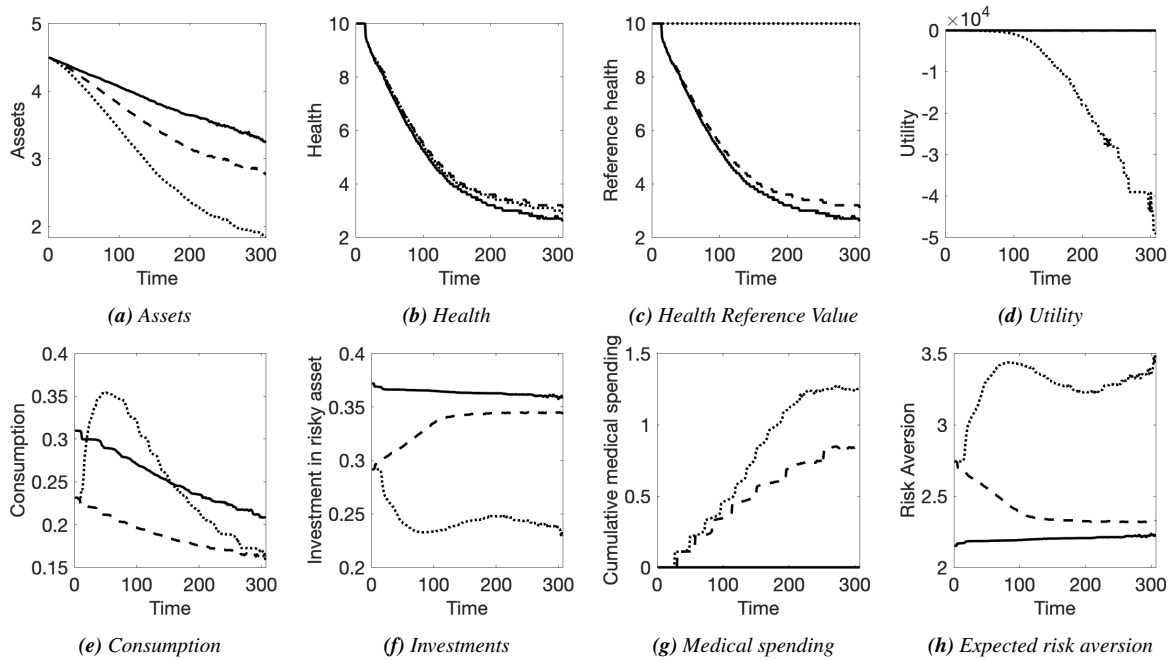 5
4
3
2
Assets
0 100 200 300
Time
(a) Assets
10
8
6
4
2
Health
0 100 200 300
Time
(b) Health
10
8
6
4
2
Reference health
0 100 200 300
Time
(c) Health Reference Value
×10⁴
0
-1
-2
-3
-4
-5
Utility
0 100 200 300
Time
(d) Utility
0.4
0.35
0.3
0.25
0.2
0.15
Consumption
0 100 200 300
Time
(e) Consumption
0.4
0.35
0.3
0.25
0.2
Investment in risky asset
0 100 200 300
Time
(f) Investments
1.5
1
0.5
0
Cumulative medical spending
0 100 200 300
Time
(g) Medical spending
3.5
3
2.5
2
Risk Aversion
0 100 200 300
Time
(h) Expected risk aversion